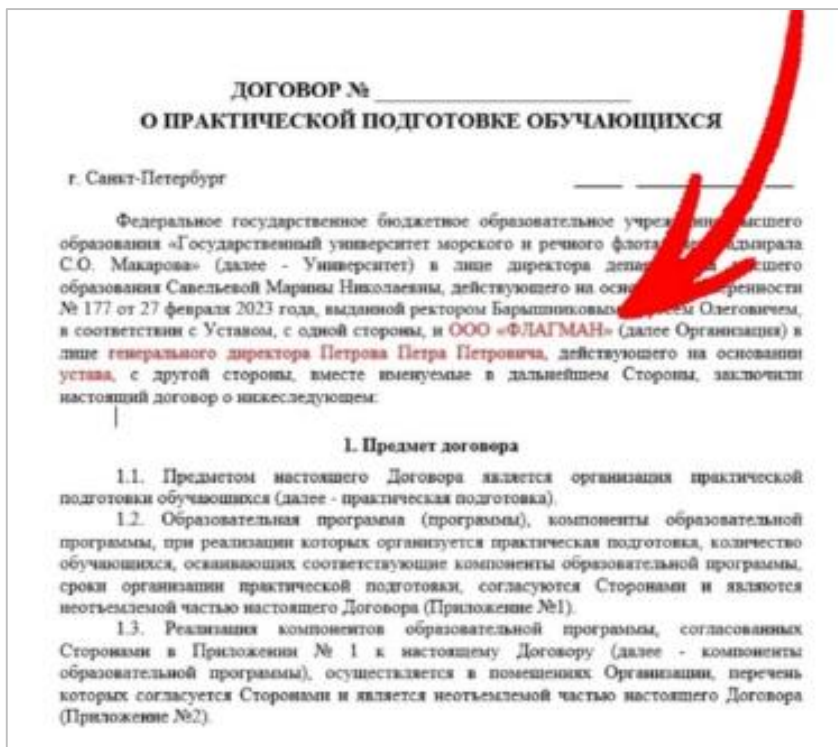 ДОГОВОР № ____________________
О ПРАКТИЧЕСКОЙ ПОДГОТОВКЕ ОБУЧАЮЩИХСЯ
г. Санкт-Петербург
Федеральное государственное бюджетное образовательное высшего
образования «Государственный университет морского и речного флота адмирала
С.О. Макарова» (далее - Университет) в лице директора высшего
образования Савельевой Марины Николаевны, действующего на
№ 177 от 27 февраля 2023 года, выданной ректором Олеговичем,
в соответствии с Уставом, с одной стороны, и ООО «ФЛАГМАН» (далее Организация) в
лице генерального директора Петрова Петра Петровича, действующего на основании
устава, с другой стороны, вместе именуемые в дальнейшем Стороны, заключили
настоящий договор о нижеследующем:
1. Предмет договора
1.1. Предметом настоящего Договора является организация практической
подготовки обучающихся (далее - практическая подготовка).
1.2. Образовательная программа (программы), компоненты образовательной
программы, при реализации которых организуется практическая подготовка, количество
обучающихся, осваивающих соответствующие компоненты образовательной программы,
сроки организации практической подготовки, согласуются Сторонами и являются
неотъемлемой частью настоящего Договора (Приложение №1).
1.3. Реализация компонентов образовательной программы, согласованных
Сторонами в Приложении № 1 к настоящему Договору (далее - компоненты
образовательной программы), осуществляется в помещениях Организации, перечень
которых согласуется Сторонами и является неотъемлемой частью настоящего Договора
(Приложение №2).